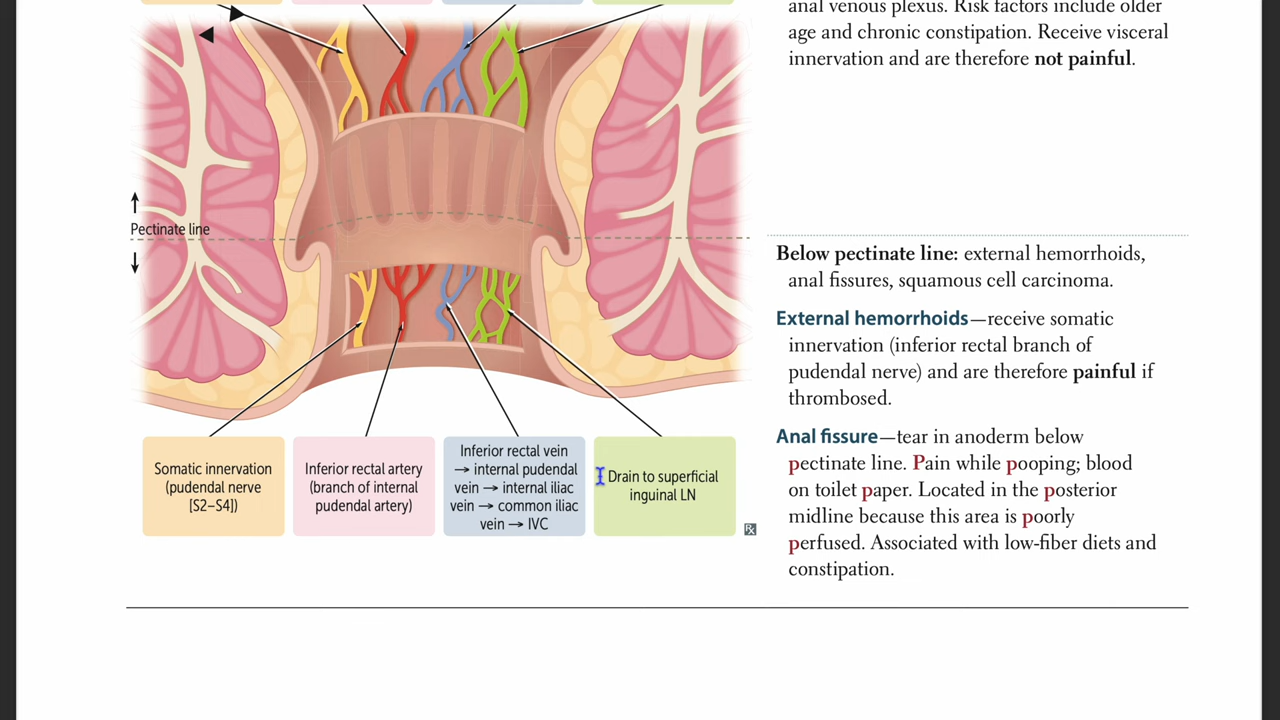 anal venous plexus. Risk factors include older
age and chronic constipation. Receive visceral
innervation and are therefore not painful.
Pectinate line
Below pectinate line: external hemorrhoids,
anal fissures, squamous cell carcinoma.
External hemorrhoids—receive somatic
innervation (inferior rectal branch of
pudendal nerve) and are therefore painful if
thrombosed.
Anal fissure—tear in anoderm below
pectinate line. Pain while pooping; blood
on toilet paper. Located in the posterior
midline because this area is poorly
perfused. Associated with low-fiber diets and
constipation.
Somatic innervation
(pudendal nerve
[S2–S4])
Inferior rectal artery
(branch of internal
pudendal artery)
Inferior rectal vein
→ internal pudendal
vein → internal iliac
vein → common iliac
vein → IVC
Drain to superficial
inguinal LN
Rx